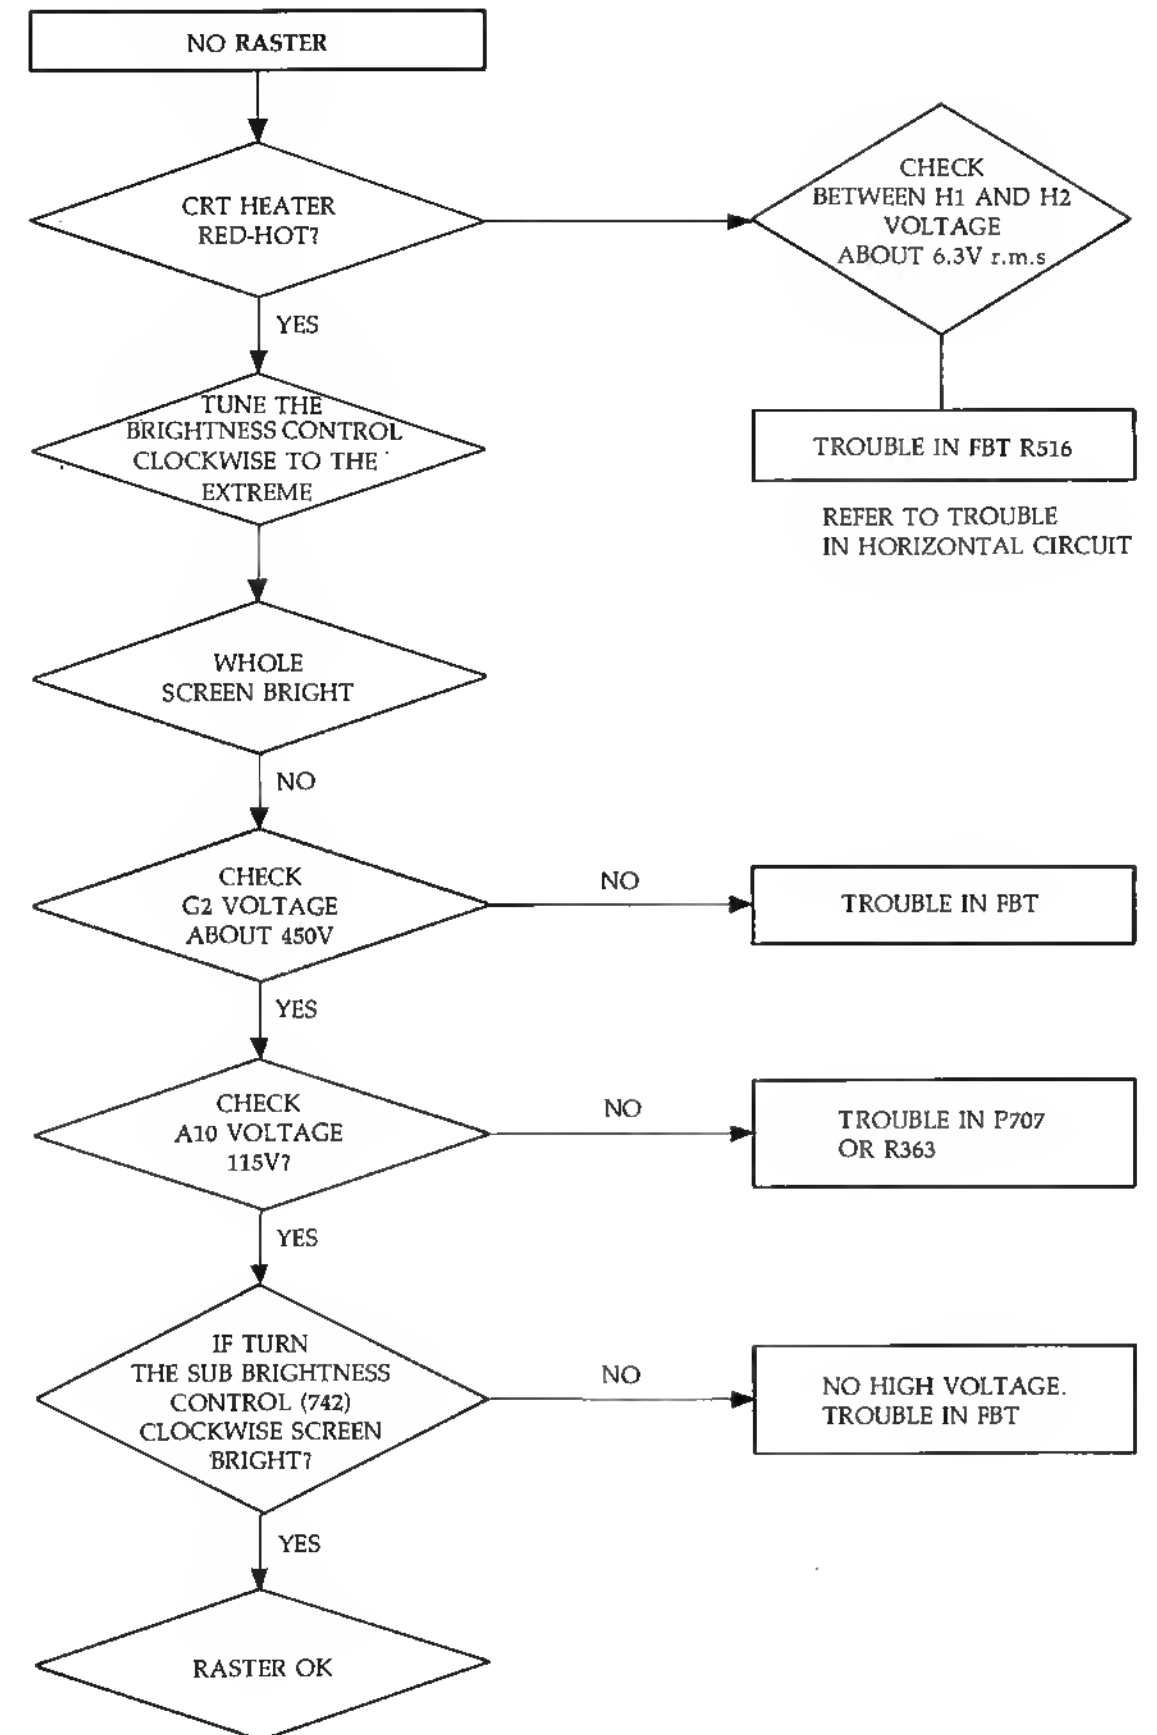 NO RASTER
CRT HEATER
RED-HOT?
CHECK
BETWEEN H1 AND H2
VOLTAGE
ABOUT 6.3V r.m.s
YES
TUNE THE
BRIGHTNESS CONTROL
CLOCKWISE TO THE
EXTREME
TROUBLE IN FBT R516
REFER TO TROUBLE
IN HORIZONTAL CIRCUIT
WHOLE
SCREEN BRIGHT
NO
CHECK
G2 VOLTAGE
ABOUT 450V
NO
TROUBLE IN FBT
YES
CHECK
A10 VOLTAGE
115V?
NO
TROUBLE IN P707
OR R363
YES
IF TURN
THE SUB BRIGHTNESS
CONTROL (742)
CLOCKWISE SCREEN
BRIGHT?
NO
NO HIGH VOLTAGE.
TROUBLE IN FBT
YES
RASTER OK